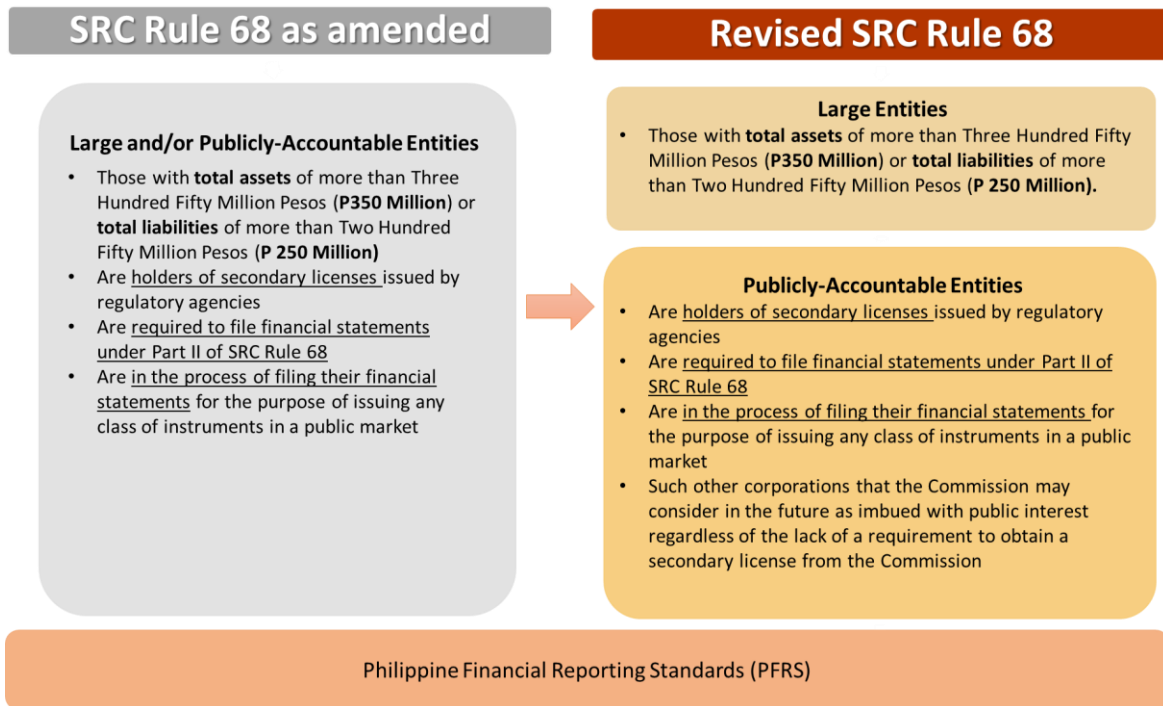 SRC Rule 68 as amended
Large and/or Publicly-Accountable Entities
• Those with total assets of more than Three
Hundred Fifty Million Pesos (P350 Million) or
total liabilities of more than Two Hundred
Fifty Million Pesos (P 250 Million)
• Are holders of secondary licenses issued by
regulatory agencies
• Are required to file financial statements
under Part II of SRC Rule 68
• Are in the process of filing their financial
statements for the purpose of issuing any
class of instruments in a public market
Revised SRC Rule 68
Large Entities
• Those with total assets of more than Three Hundred Fifty
Million Pesos (P350 Million) or total liabilities of more
than Two Hundred Fifty Million Pesos (P 250 Million).
Publicly-Accountable Entities
• Are holders of secondary licenses issued by regulatory
agencies
• Are required to file financial statements under Part II of
SRC Rule 68
• Are in the process of filing their financial statements for
the purpose of issuing any class of instruments in a public
market
• Such other corporations that the Commission may
consider in the future as imbued with public interest
regardless of the lack of a requirement to obtain a
secondary license from the Commission
Philippine Financial Reporting Standards (PFRS)